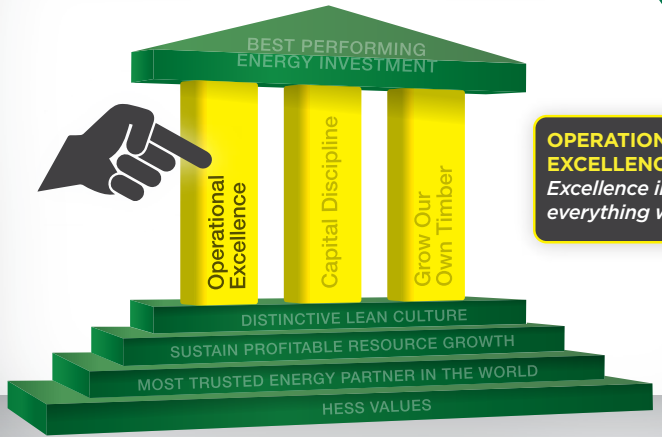 BEST PERFORMING
ENERGY INVESTMENT
Operational
Excellence
Capital Discipline
Grow Our
Own Timber
EXCELLENC
everything
DISTINCTIVE LEAN CULTURE
SUSTAIN PROFITABLE RESOURCE GROWTH
MOST TRUSTED ENERGY PARTNER IN THE WORLD
HESS VALUES
OPERATION
Excellence i